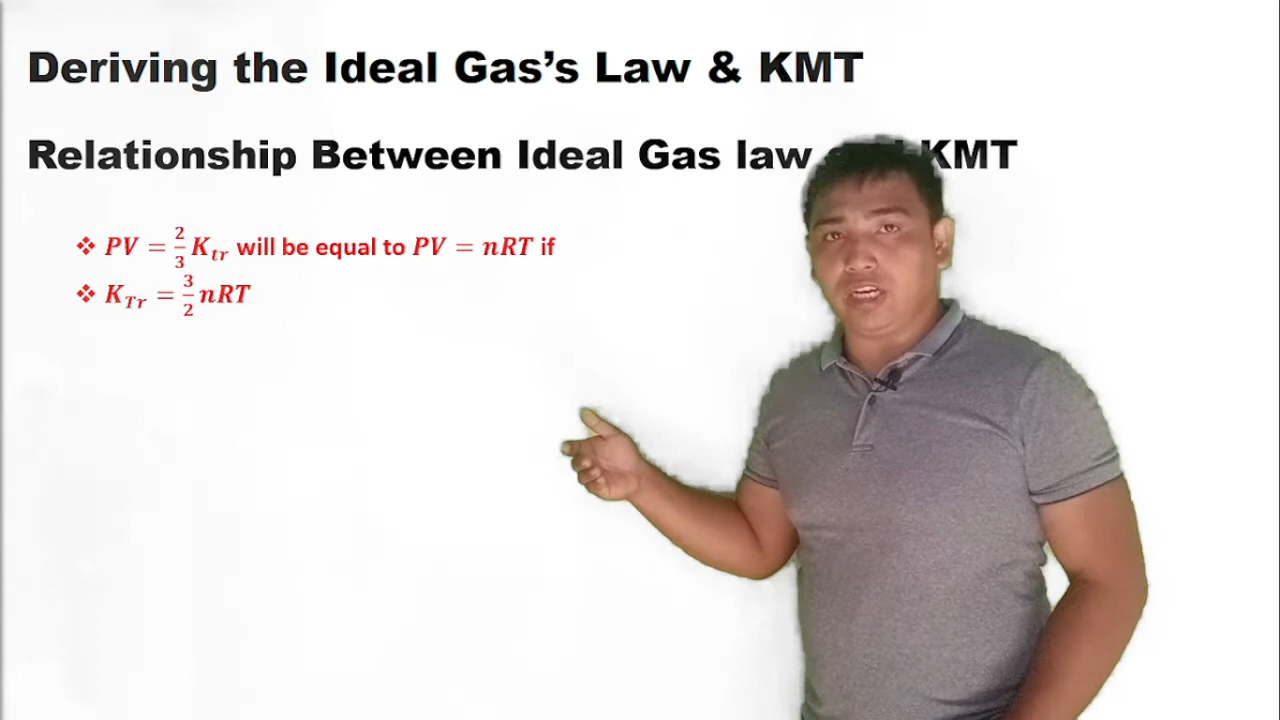 Deriving the Ideal Gas's Law & KMT
Relationship Between Ideal Gas law KMT
❖ PV = 2/3 K_tr will be equal to PV = nRT if
❖ K_Tr = 3/2 nRT